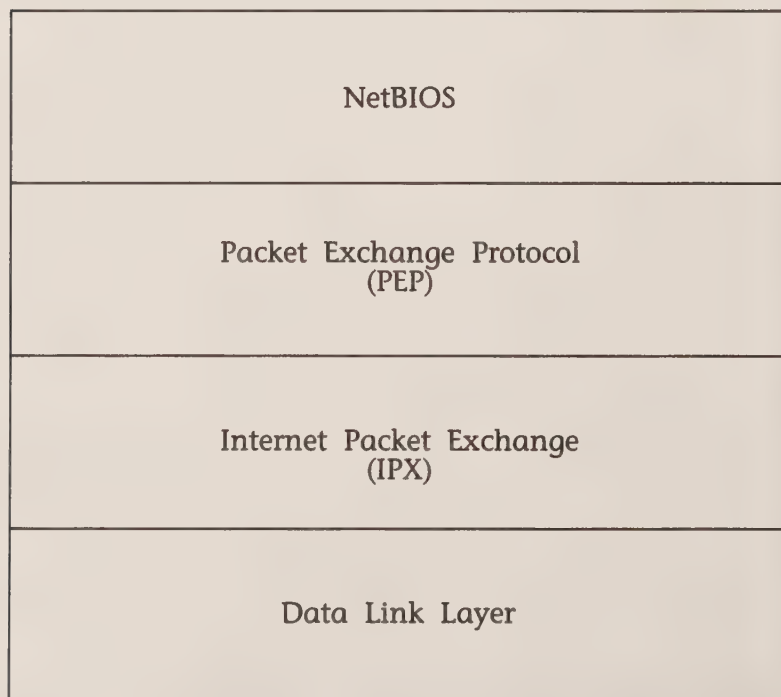 NetBIOS
Packet Exchange Protocol
(PEP)
Internet Packet Exchange
(IPX)
Data Link Layer